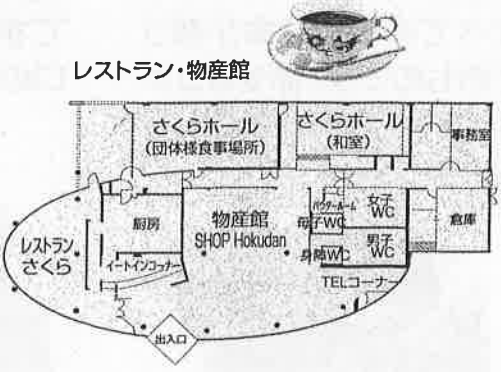 レストラン・物産館
さくらホール
(団体様食事場所)
さくらホール
(和室)
事務室
レストラン
さくら
厨房
イートインコーナー
物産館
SHOP Hokudan
パウダールーム
母子WC
女子
WC
身障WC
男子
WC
倉庫
TELコーナー
出入口